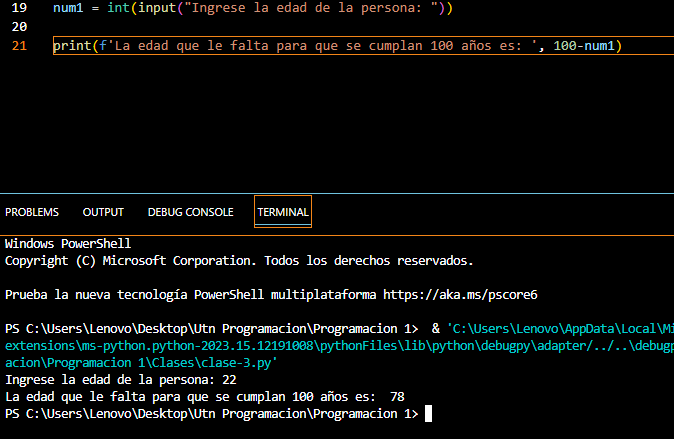 19 num1 = int(input("Ingrese la edad de la persona: "))
20
21 print(f'La edad que le falta para que se cumplan 100 años es: ', 100-num1)
PROBLEMS OUTPUT DEBUG CONSOLE TERMINAL
Windows PowerShell
Copyright (C) Microsoft Corporation. Todos los derechos reservados.
Prueba la nueva tecnología PowerShell multiplataforma https://aka.ms/pscore6
PS C:\Users\Lenovo\Desktop\Utn Programacion\Programacion 1>  & 'C:\Users\Lenovo\AppData\Local\Mi
extensions\ms-python.python-2023.15.12191008\pythonFiles\lib\python\debugpy\adapter/../..\debugp
acion\Programacion 1\Clases\clase-3.py'
Ingrese la edad de la persona: 22
La edad que le falta para que se cumplan 100 años es:  78
PS C:\Users\Lenovo\Desktop\Utn Programacion\Programacion 1>